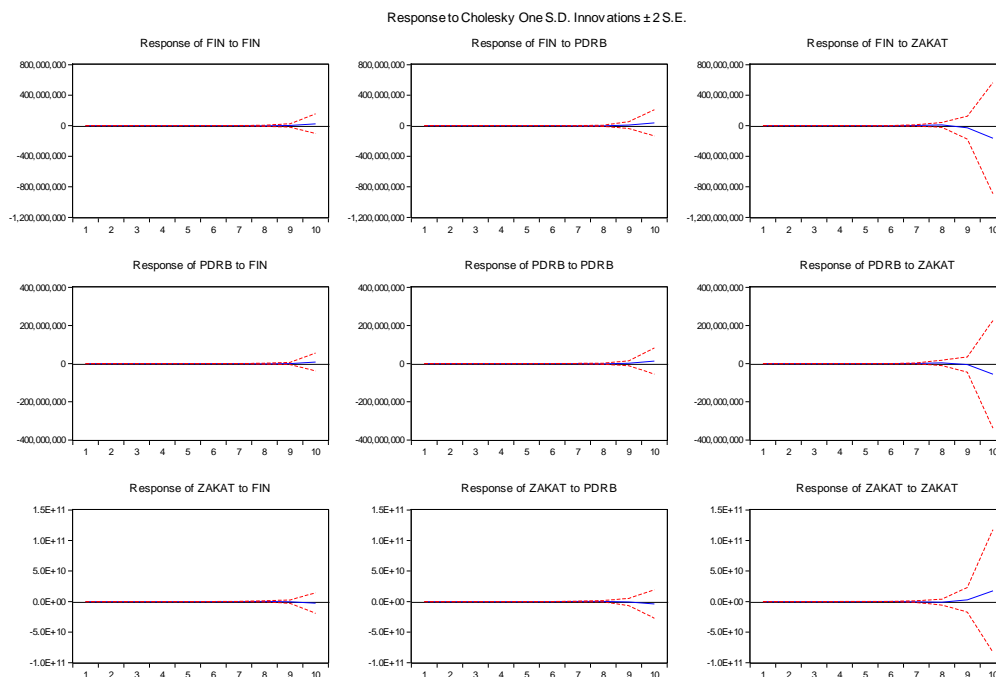 Response to Cholesky One S.D. Innovations ± 2 S.E.
Response of FIN to FIN
800,000,000
400,000,000
0
-400,000,000
-800,000,000
-1,200,000,000
1 2 3 4 5 6 7 8 9 10
Response of FIN to PDRB
800,000,000
400,000,000
0
-400,000,000
-800,000,000
-1,200,000,000
1 2 3 4 5 6 7 8 9 10
Response of FIN to ZAKAT
800,000,000
400,000,000
0
-400,000,000
-800,000,000
-1,200,000,000
1 2 3 4 5 6 7 8 9 10
Response of PDRB to FIN
400,000,000
200,000,000
0
-200,000,000
-400,000,000
1 2 3 4 5 6 7 8 9 10
Response of PDRB to PDRB
400,000,000
200,000,000
0
-200,000,000
-400,000,000
1 2 3 4 5 6 7 8 9 10
Response of PDRB to ZAKAT
400,000,000
200,000,000
0
-200,000,000
-400,000,000
1 2 3 4 5 6 7 8 9 10
Response of ZAKAT to FIN
1.5E+11
1.0E+11
5.0E+10
0.0E+00
-5.0E+10
-1.0E+11
1 2 3 4 5 6 7 8 9 10
Response of ZAKAT to PDRB
1.5E+11
1.0E+11
5.0E+10
0.0E+00
-5.0E+10
-1.0E+11
1 2 3 4 5 6 7 8 9 10
Response of ZAKAT to ZAKAT
1.5E+11
1.0E+11
5.0E+10
0.0E+00
-5.0E+10
-1.0E+11
1 2 3 4 5 6 7 8 9 10